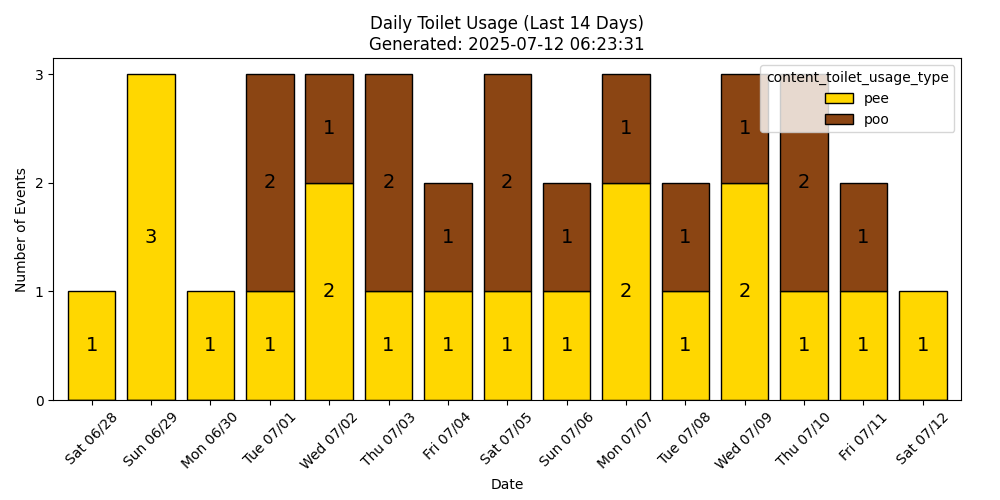 Daily Toilet Usage (Last 14 Days)
Generated: 2025-07-12 06:23:31
content_toilet_usage_type
pee
poo
Number of Events
3
2
1
0
1
3
1
2
1
1
2
2
1
1
1
2
1
1
1
1
2
1
1
1
2
2
1
1
1
1
Sat 06/28
Sun 06/29
Mon 06/30
Tue 07/01
Wed 07/02
Thu 07/03
Fri 07/04
Sat 07/05
Sun 07/06
Mon 07/07
Tue 07/08
Wed 07/09
Thu 07/10
Fri 07/11
Sat 07/12
Date